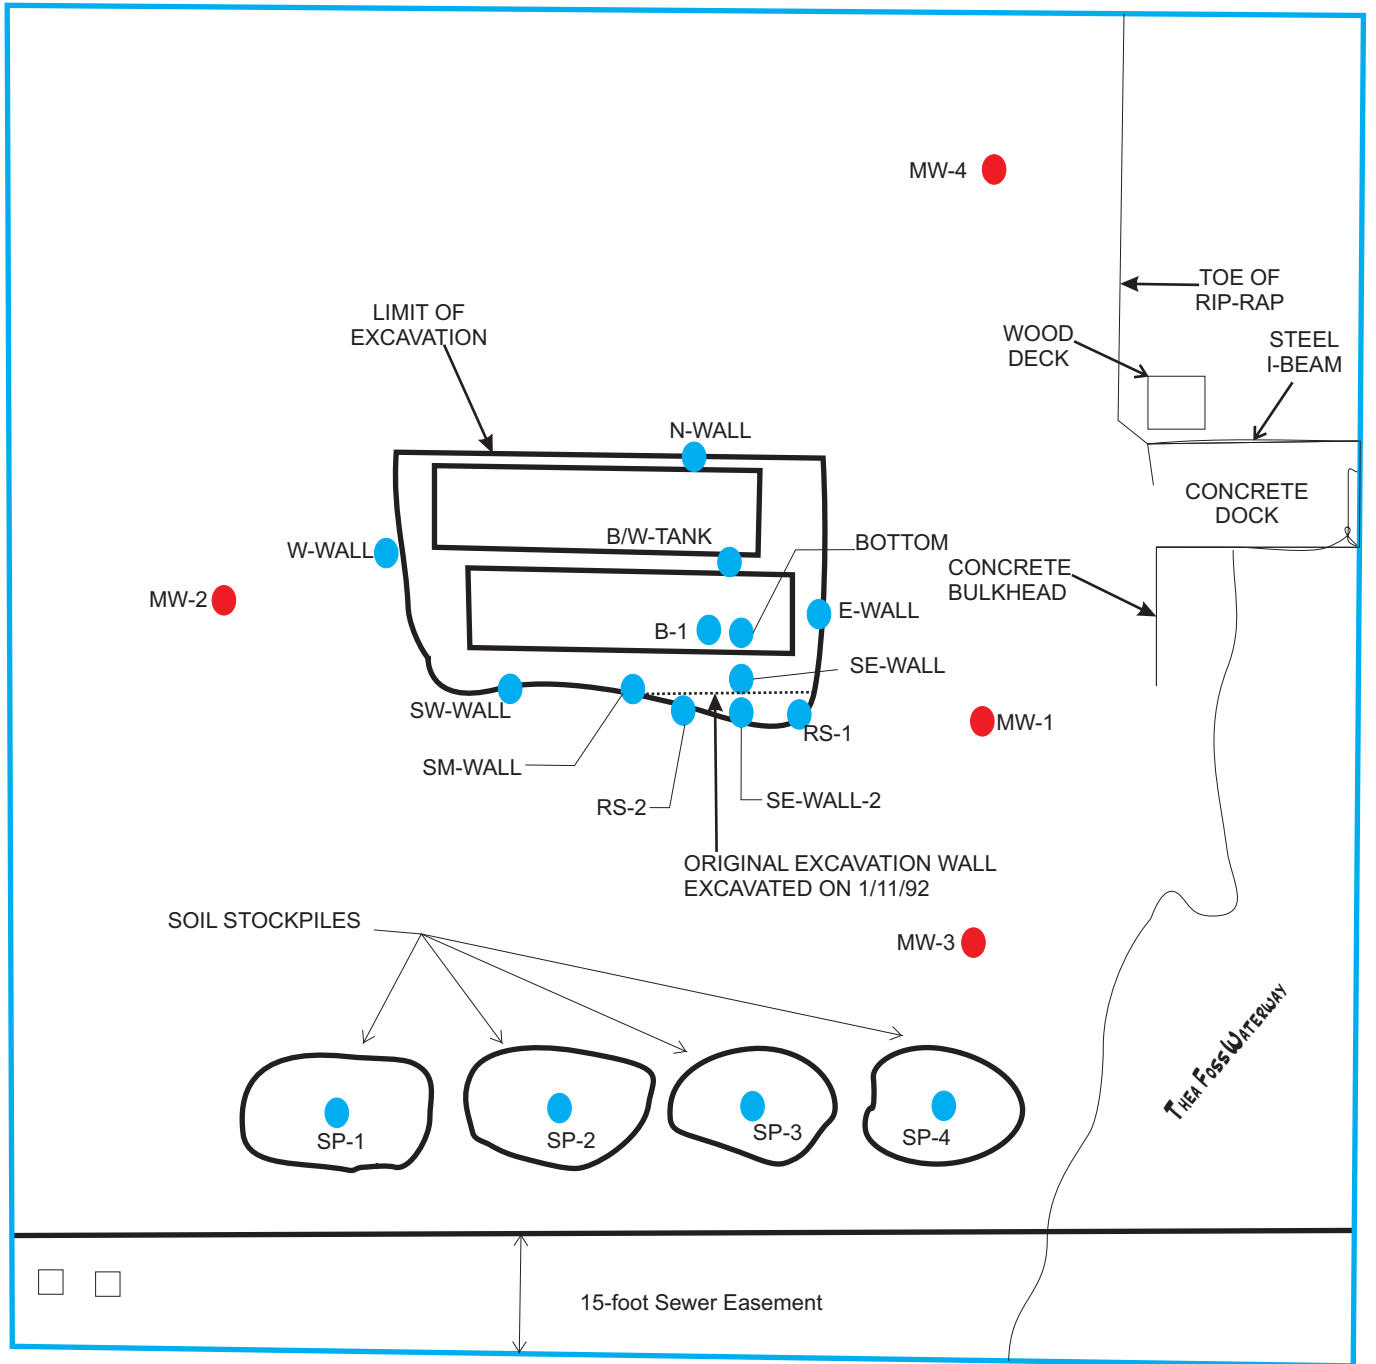 MW-4
TOE OF
RIP-RAP
LIMIT OF
EXCAVATION
WOOD
DECK
STEEL
I-BEAM
N-WALL
CONCRETE
DOCK
B/W-TANK
BOTTOM
W-WALL
CONCRETE
BULKHEAD
MW-2
E-WALL
B-1
SE-WALL
SW-WALL
MW-1
RS-1
SM-WALL
RS-2
SE-WALL-2
ORIGINAL EXCAVATION WALL
EXCAVATED ON 1/11/92
SOIL STOCKPILES
MW-3
THEA FOSS WATERWAY
SP-1
SP-2
SP-3
SP-4
15-foot Sewer Easement